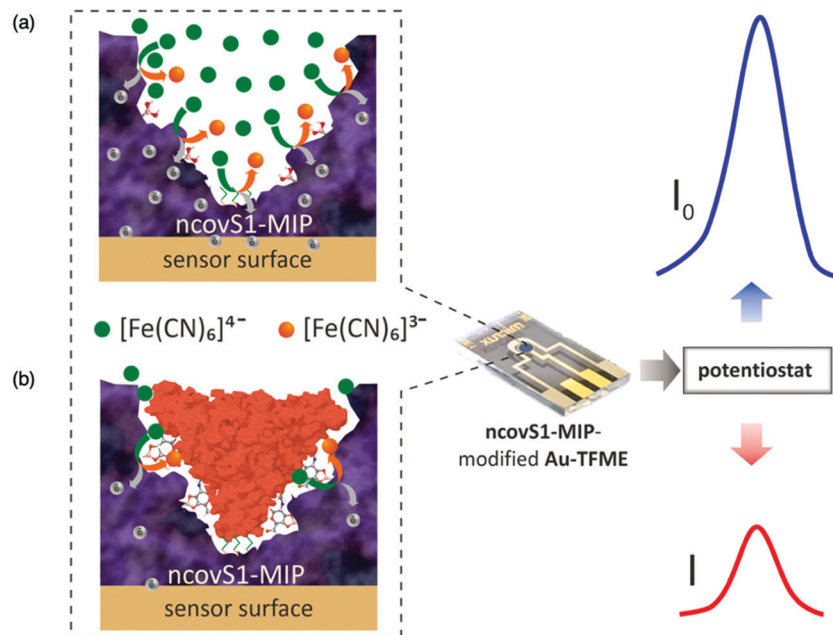 (a)
I₀
ncovS1-MIP
sensor surface
[Fe(CN)₆]⁴⁻
[Fe(CN)₆]³⁻
(b)
potentiostat
ncovS1-MIP-
modified Au-TFME
I
ncovS1-MIP
sensor surface